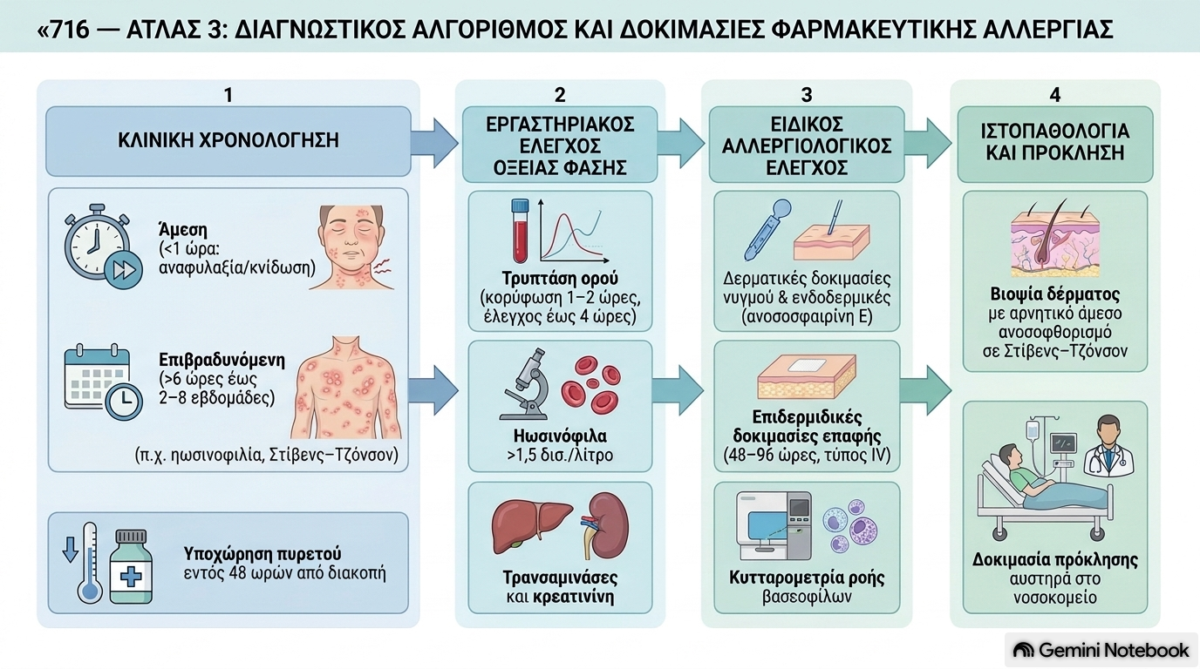 «716 — ΑΤΛΑΣ 3: ΔΙΑΓΝΩΣΤΙΚΟΣ ΑΛΓΟΡΙΘΜΟΣ ΚΑΙ ΔΟΚΙΜΑΣΙΕΣ ΦΑΡΜΑΚΕΥΤΙΚΗΣ ΑΛΛΕΡΓΙΑΣ
1
ΚΛΙΝΙΚΗ ΧΡΟΝΟΛΟΓΗΣΗ
Άμεση
(<1 ώρα:
αναφυλαξία/κνίδωση)
Επιβραδυνόμενη
(>6 ώρες έως
2–8 εβδομάδες)
(π.χ. ηωσινοφιλία, Στίβενς–Τζόνσον)
Υποχώρηση πυρετού
εντός 48 ωρών από διακοπή
2
ΕΡΓΑΣΤΗΡΙΑΚΟΣ
ΕΛΕΓΧΟΣ
ΟΞΕΙΑΣ ΦΑΣΗΣ
Τρυπτάση ορού
(κορύφωση 1–2 ώρες,
έλεγχος έως 4 ώρες)
Ηωσινόφιλα
>1,5 δισ./λίτρο
Τρανσαμινάσες
και κρεατινίνη
3
ΕΙΔΙΚΟΣ
ΑΛΛΕΡΓΙΟΛΟΓΙΚΟΣ
ΕΛΕΓΧΟΣ
Δερματικές δοκιμασίες
νυγμού & ενδοδερμικές
(ανοσοσφαιρίνη Ε)
Επιδερμιδικές
δοκιμασίες επαφής
(48–96 ώρες, τύπος IV)
Κυτταρομετρία ροής
βασεοφίλων
4
ΙΣΤΟΠΑΘΟΛΟΓΙΑ
ΚΑΙ ΠΡΟΚΛΗΣΗ
Βιοψία δέρματος
με αρνητικό άμεσο
ανοσοφθορισμό
σε Στίβενς–Τζόνσον
Δοκιμασία πρόκλησης
αυστηρά στο
νοσοκομείο
Gemini Notebook